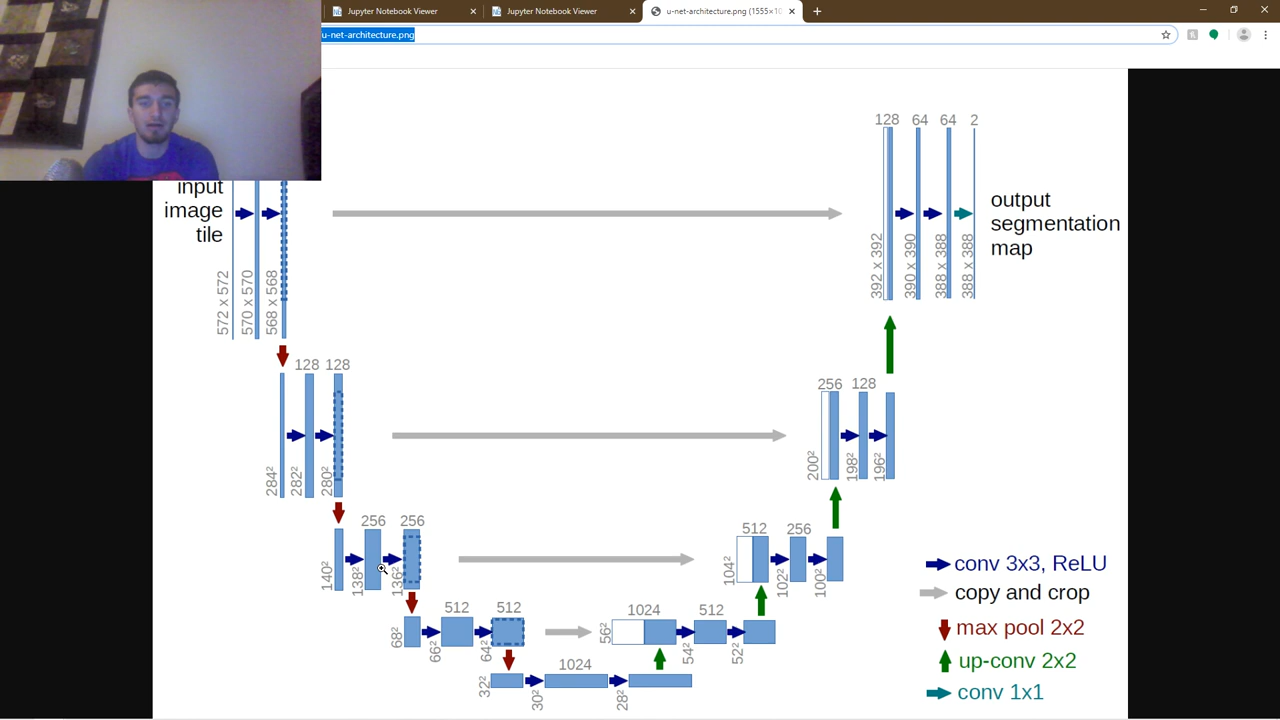 Jupyter Notebook Viewer
Jupyter Notebook Viewer
u-net-architecture.png (1555×10
u-net-architecture.png
input
image
tile
572 x 572
570 x 570
568 x 568
128 64 64 2
392 x 392
390 x 390
388 x 388
388 x 388
output
segmentation
map
128 128
284²
282²
280²
256 128
200²
198²
196²
256 256
140²
138²
136²
512 256
104²
102²
100²
512 512
68²
66²
64²
1024 512
56²
54²
52²
1024
32²
30²
28²
conv 3x3, ReLU
copy and crop
max pool 2x2
up-conv 2x2
conv 1x1